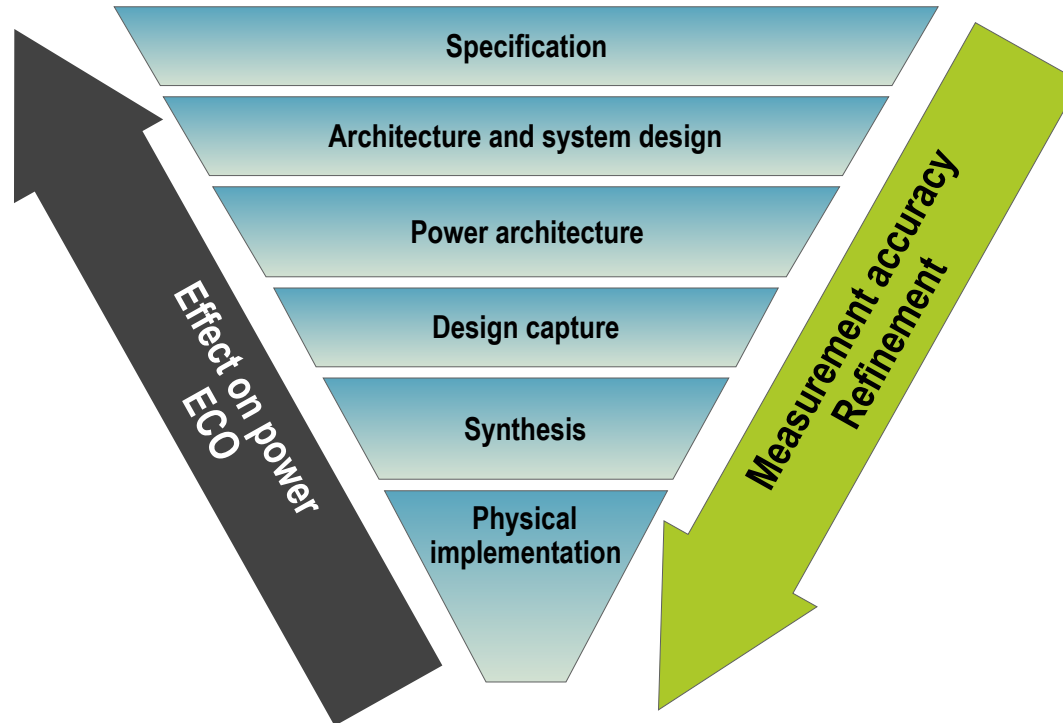 Specification
Architecture and system design
Power architecture
Design capture
Synthesis
Physical
implementation
Effect on power
ECO
Measurement accuracy
Refinement